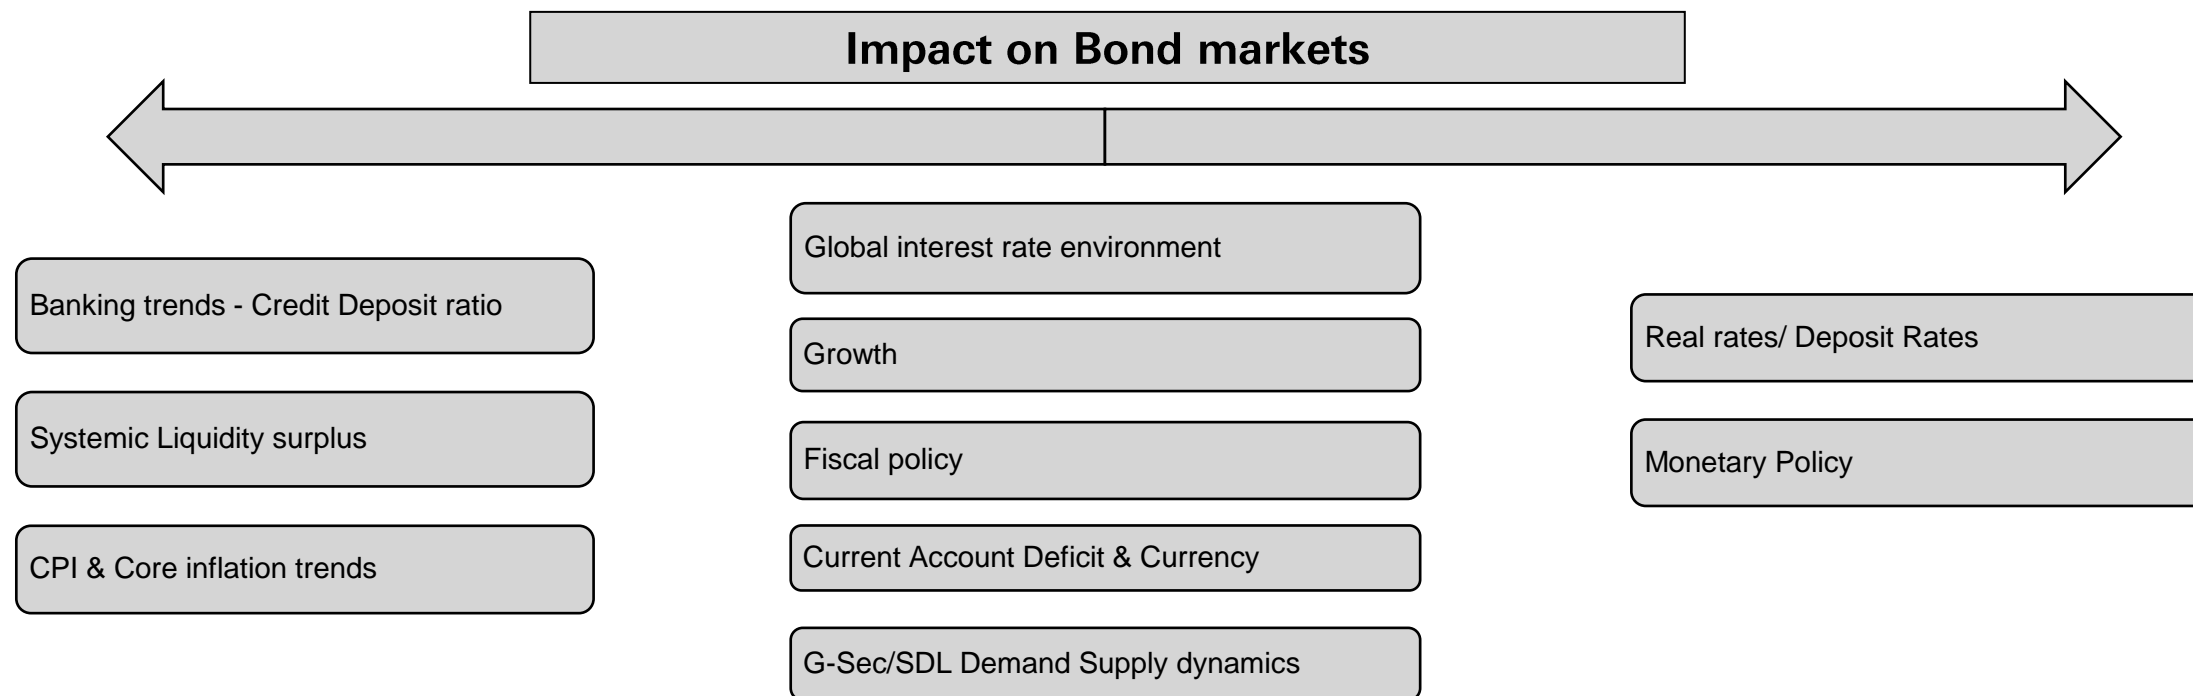 Impact on Bond markets
Banking trends - Credit Deposit ratio
Systemic Liquidity surplus
CPI & Core inflation trends
Global interest rate environment
Growth
Fiscal policy
Current Account Deficit & Currency
G-Sec/SDL Demand Supply dynamics
Real rates/ Deposit Rates
Monetary Policy